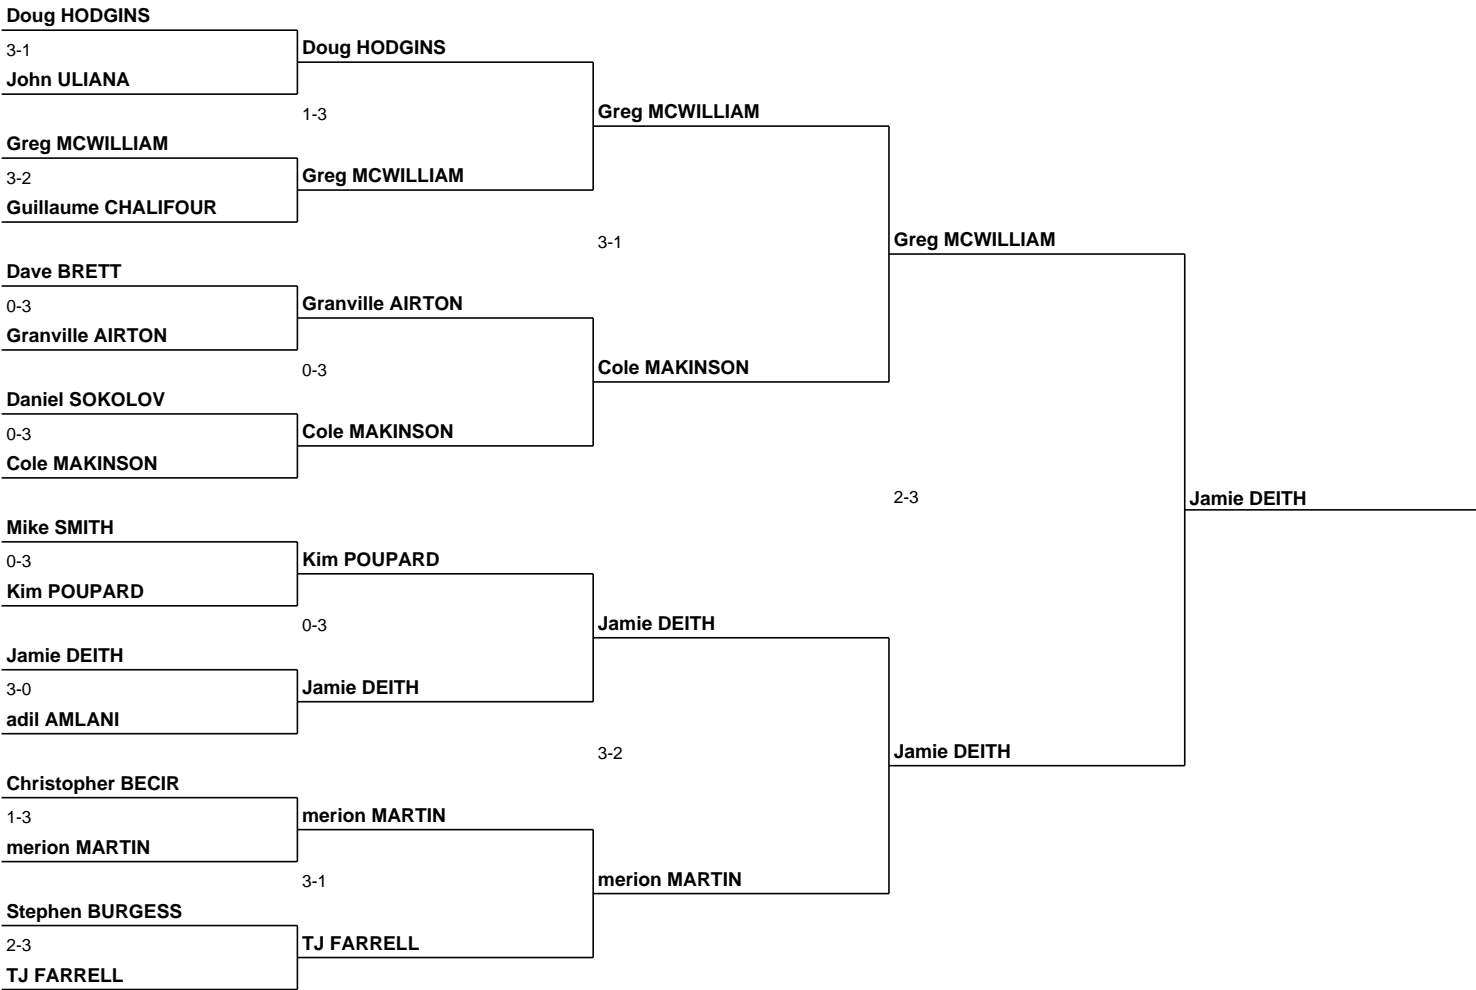 Doug HODGINS
3-1
John ULIANA
Greg MCWILLIAM
3-2
Guillaume CHALIFOUR
Dave BRETT
0-3
Granville AIRTON
Daniel SOKOLOV
0-3
Cole MAKINSON
Mike SMITH
0-3
Kim POUPARD
Jamie DEITH
3-0
adil AMLANI
Christopher BECIR
1-3
merion MARTIN
Stephen BURGESS
2-3
TJ FARRELL
Doug HODGINS
1-3
Greg MCWILLIAM
Granville AIRTON
0-3
Cole MAKINSON
Kim POUPARD
0-3
Jamie DEITH
merion MARTIN
3-1
TJ FARRELL
Greg MCWILLIAM
3-1
Cole MAKINSON
Jamie DEITH
3-2
merion MARTIN
Greg MCWILLIAM
2-3
Jamie DEITH
Jamie DEITH